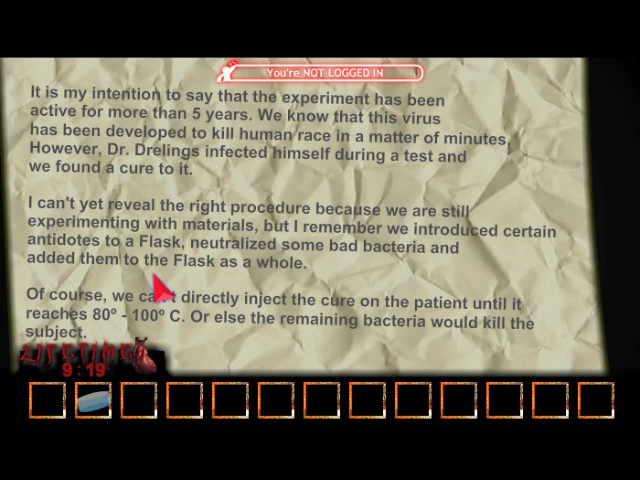 You're NOT LOGGED IN
It is my intention to say that the experiment has been
active for more than 5 years. We know that this virus
has been developed to kill human race in a matter of minutes.
However, Dr. Drelings infected himself during a test and
we found a cure to it.
I can't yet reveal the right procedure because we are still
experimenting with materials, but I remember we introduced certain
antidotes to a Flask, neutralized some bad bacteria and
added them to the Flask as a whole.
Of course, we can't directly inject the cure on the patient until it
reaches 80º - 100º C. Or else the remaining bacteria would kill the
subject.
LIFETIMER
9:19